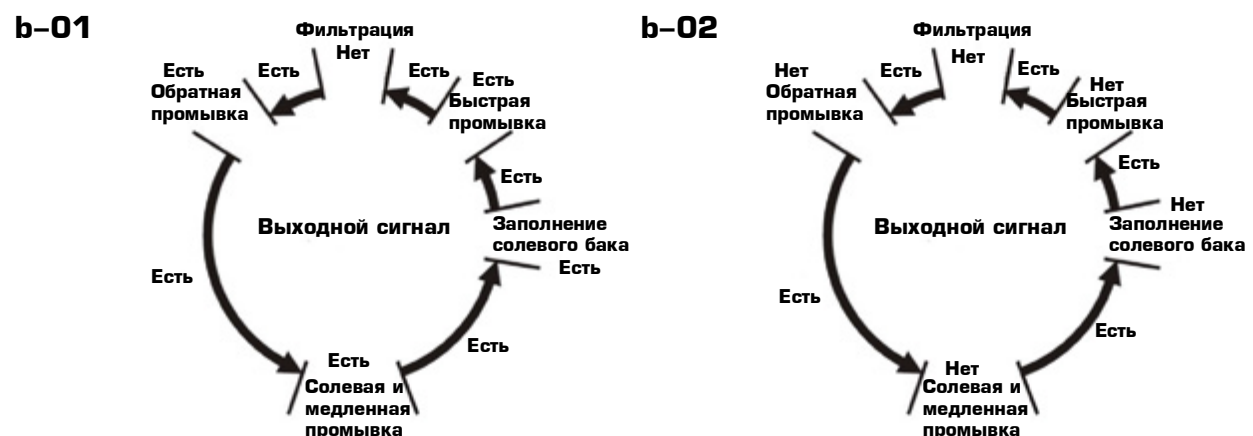 b-01
Фильтрация
Нет
Есть
Есть
Есть
Обратная
промывка
Есть
Быстрая
промывка
Есть
Выходной сигнал
Заполнение
солевого бака
Есть
Есть
Есть
Есть
Солевая и
медленная
промывка
b-02
Фильтрация
Нет
Есть
Есть
Нет
Обратная
промывка
Нет
Быстрая
промывка
Есть
Нет
Выходной сигнал
Заполнение
солевого бака
Есть
Есть
Нет
Солевая и
медленная
промывка